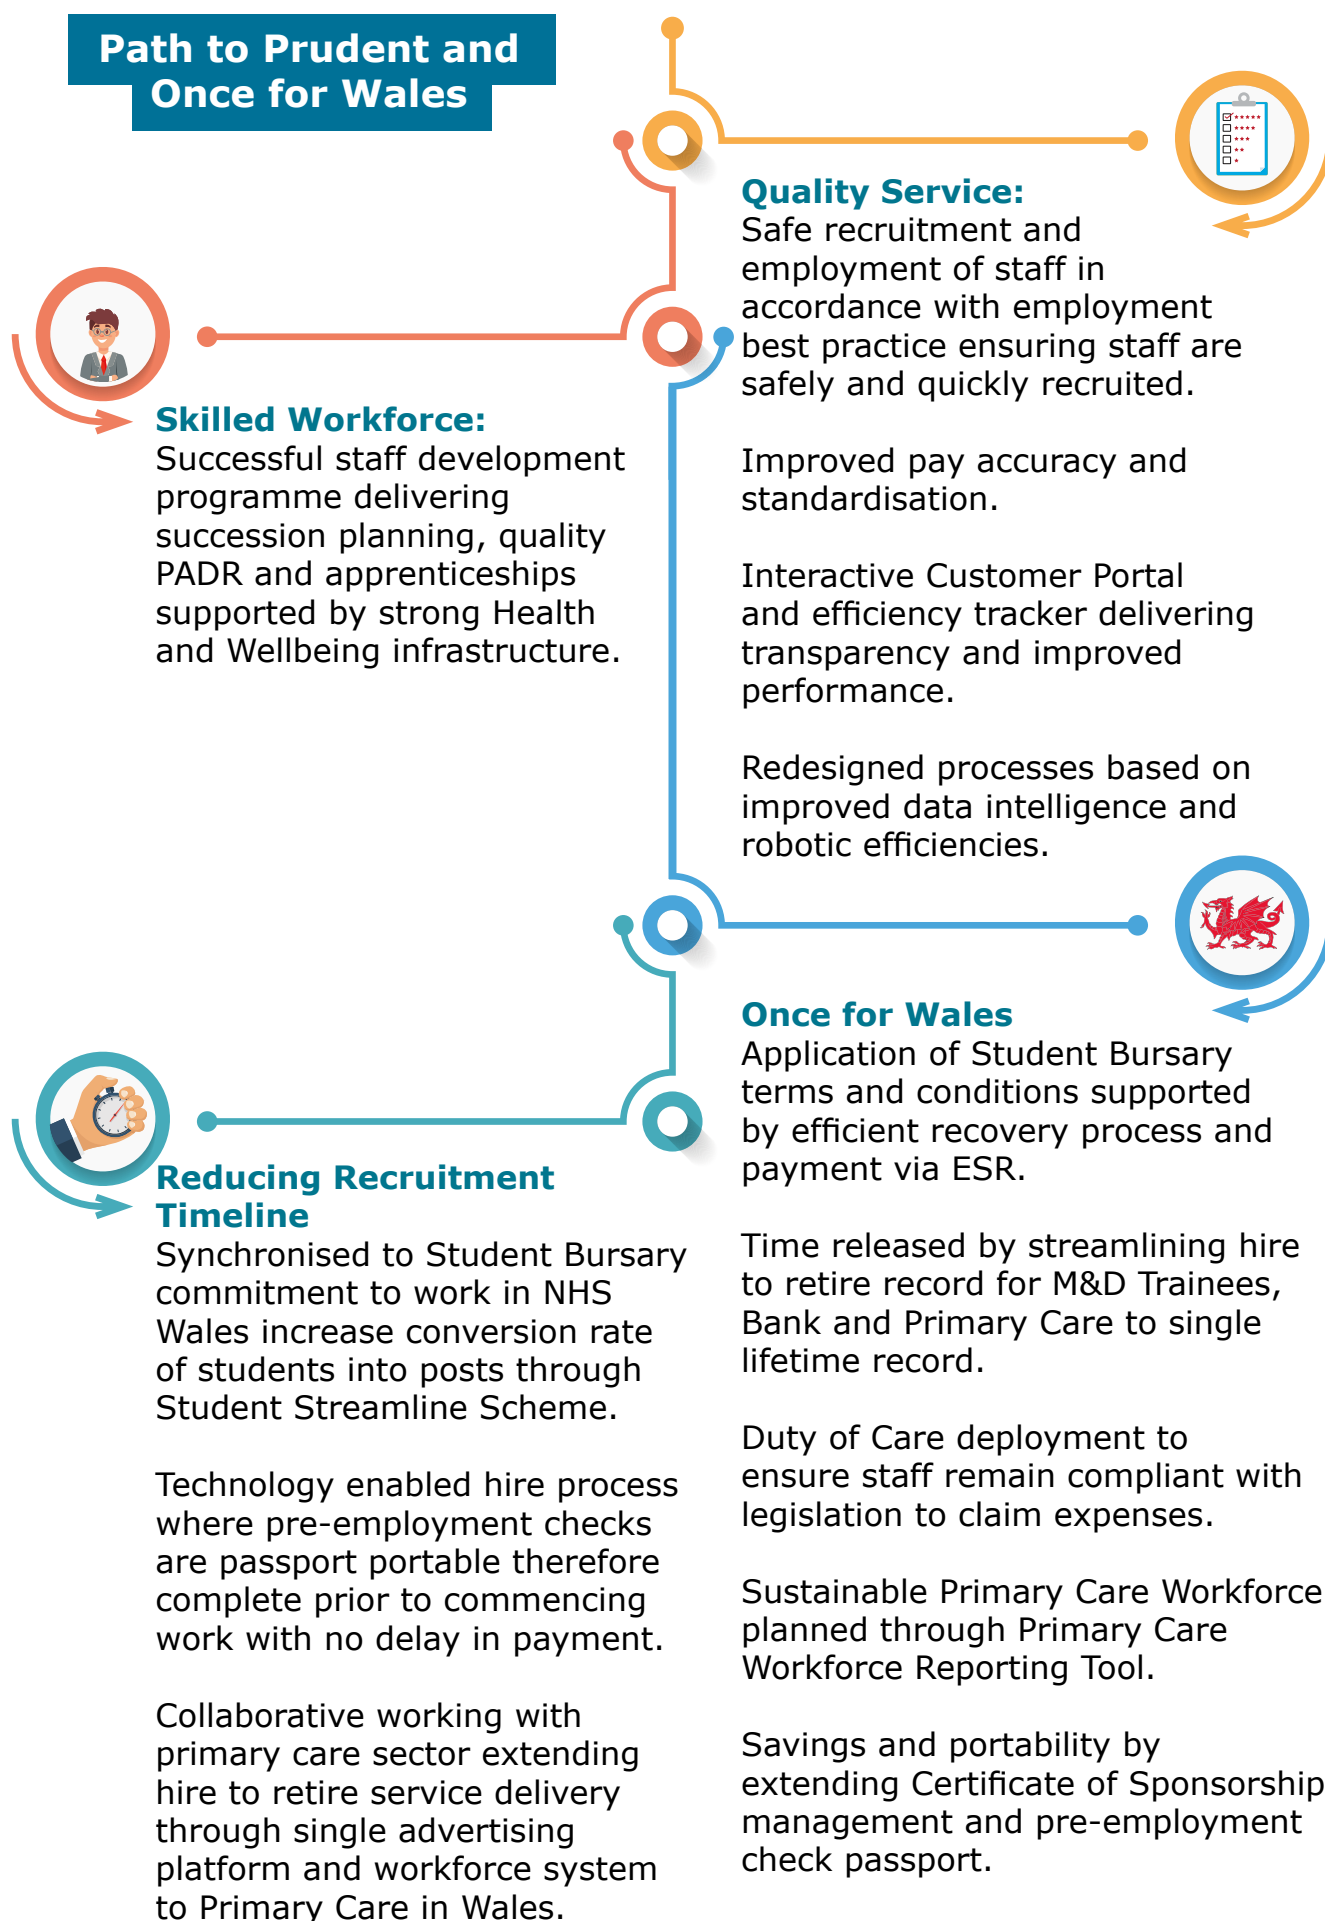 Path to Prudent and
Once for Wales
Quality Service:
Safe recruitment and
employment of staff in
accordance with employment
best practice ensuring staff are
safely and quickly recruited.
Improved pay accuracy and
standardisation.
Interactive Customer Portal
and efficiency tracker delivering
transparency and improved
performance.
Redesigned processes based on
improved data intelligence and
robotic efficiencies.
Skilled Workforce:
Successful staff development
programme delivering
succession planning, quality
PADR and apprenticeships
supported by strong Health
and Wellbeing infrastructure.
Once for Wales
Application of Student Bursary
terms and conditions supported
by efficient recovery process and
payment via ESR.
Time released by streamlining hire
to retire record for M&D Trainees,
Bank and Primary Care to single
lifetime record.
Duty of Care deployment to
ensure staff remain compliant with
legislation to claim expenses.
Sustainable Primary Care Workforce
planned through Primary Care
Workforce Reporting Tool.
Savings and portability by
extending Certificate of Sponsorship
management and pre-employment
check passport.
Reducing Recruitment
Timeline
Synchronised to Student Bursary
commitment to work in NHS
Wales increase conversion rate
of students into posts through
Student Streamline Scheme.
Technology enabled hire process
where pre-employment checks
are passport portable therefore
complete prior to commencing
work with no delay in payment.
Collaborative working with
primary care sector extending
hire to retire service delivery
through single advertising
platform and workforce system
to Primary Care in Wales.